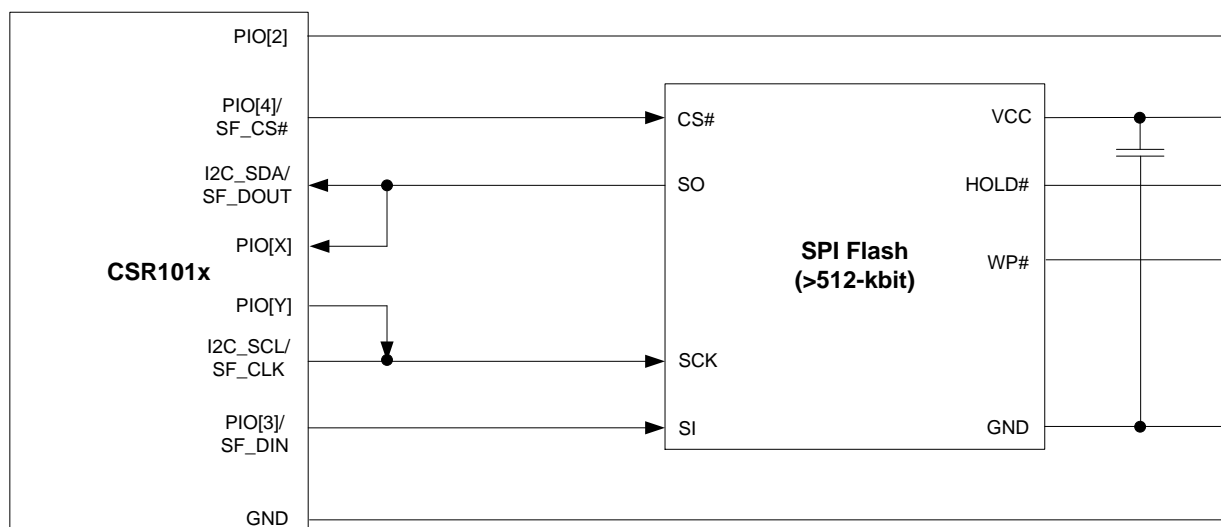 PIO[2]
PIO[4]/
SF_CS#
I2C_SDA/
SF_DOUT
PIO[X]
CSR101x
PIO[Y]
I2C_SCL/
SF_CLK
PIO[3]/
SF_DIN
GND
CS#
SO
SCK
SI
SPI Flash
(>512-kbit)
VCC
HOLD#
WP#
GND